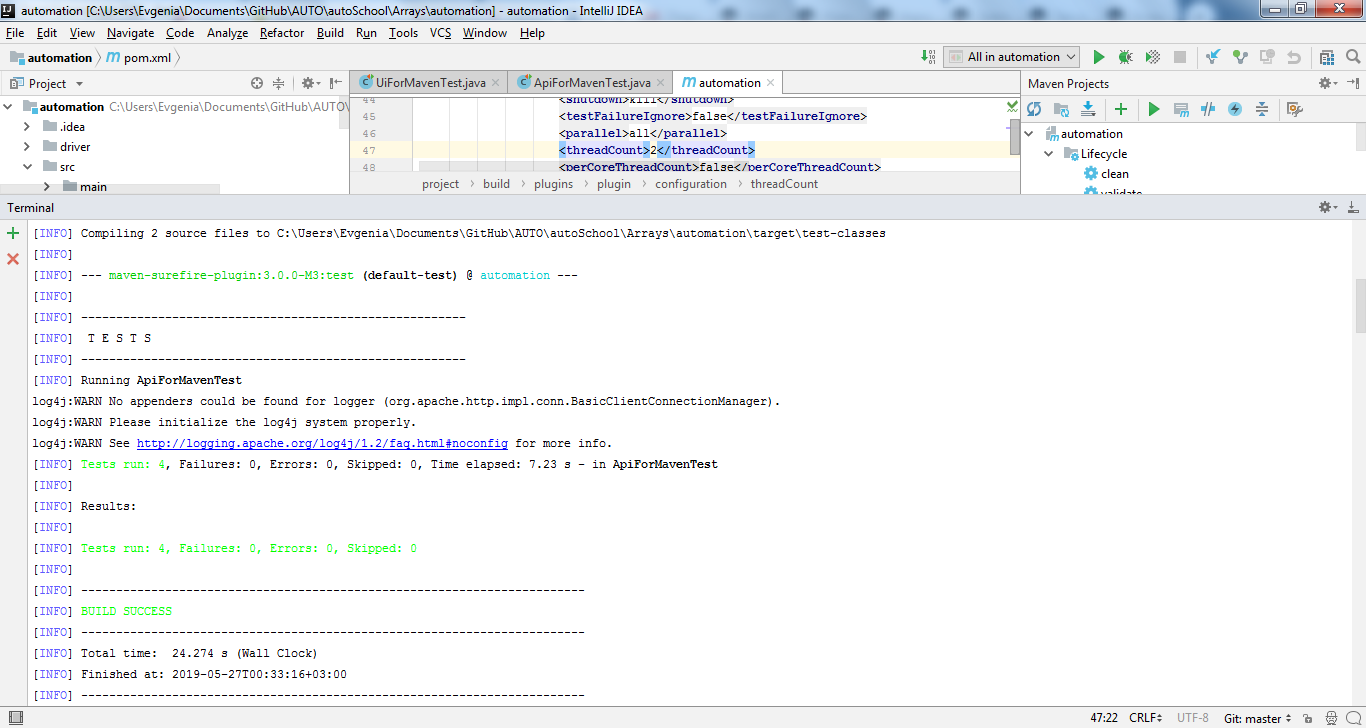 automation [C:\Users\Evgenia\Documents\GitHub\AUTO\autoSchool\Arrays\automation] - automation - IntelliJ IDEA
File Edit View Navigate Code Analyze Refactor Build Run Tools VCS Window Help
automation m pom.xml All in automation
Project UiForMavenTest.java ApiForMavenTest.java automation Maven Projects
automation C:\Users\Evgenia\Documents\GitHub\AUTO\
.idea
driver
src
main
44 <shutdown>kill</shutdown>
45 <testFailureIgnore>false</testFailureIgnore>
46 <parallel>all</parallel>
47 <threadCount>2</threadCount>
48 <perCoreThreadCount>false</perCoreThreadCount>
project build plugins plugin configuration threadCount
automation
Lifecycle
clean
validate
Terminal
[INFO] Compiling 2 source files to C:\Users\Evgenia\Documents\GitHub\AUTO\autoSchool\Arrays\automation\target\test-classes
[INFO]
[INFO] --- maven-surefire-plugin:3.0.0-M3:test (default-test) @ automation ---
[INFO]
[INFO] -------------------------------------------------------
[INFO]  T E S T S
[INFO] -------------------------------------------------------
[INFO] Running ApiForMavenTest
log4j:WARN No appenders could be found for logger (org.apache.http.impl.conn.BasicClientConnectionManager).
log4j:WARN Please initialize the log4j system properly.
log4j:WARN See http://logging.apache.org/log4j/1.2/faq.html#noconfig for more info.
[INFO] Tests run: 4, Failures: 0, Errors: 0, Skipped: 0, Time elapsed: 7.23 s - in ApiForMavenTest
[INFO]
[INFO] Results:
[INFO]
[INFO] Tests run: 4, Failures: 0, Errors: 0, Skipped: 0
[INFO]
[INFO] ------------------------------------------------------------------------
[INFO] BUILD SUCCESS
[INFO] ------------------------------------------------------------------------
[INFO] Total time:  24.274 s (Wall Clock)
[INFO] Finished at: 2019-05-27T00:33:16+03:00
[INFO] ------------------------------------------------------------------------
47:22 CRLF UTF-8 Git: master